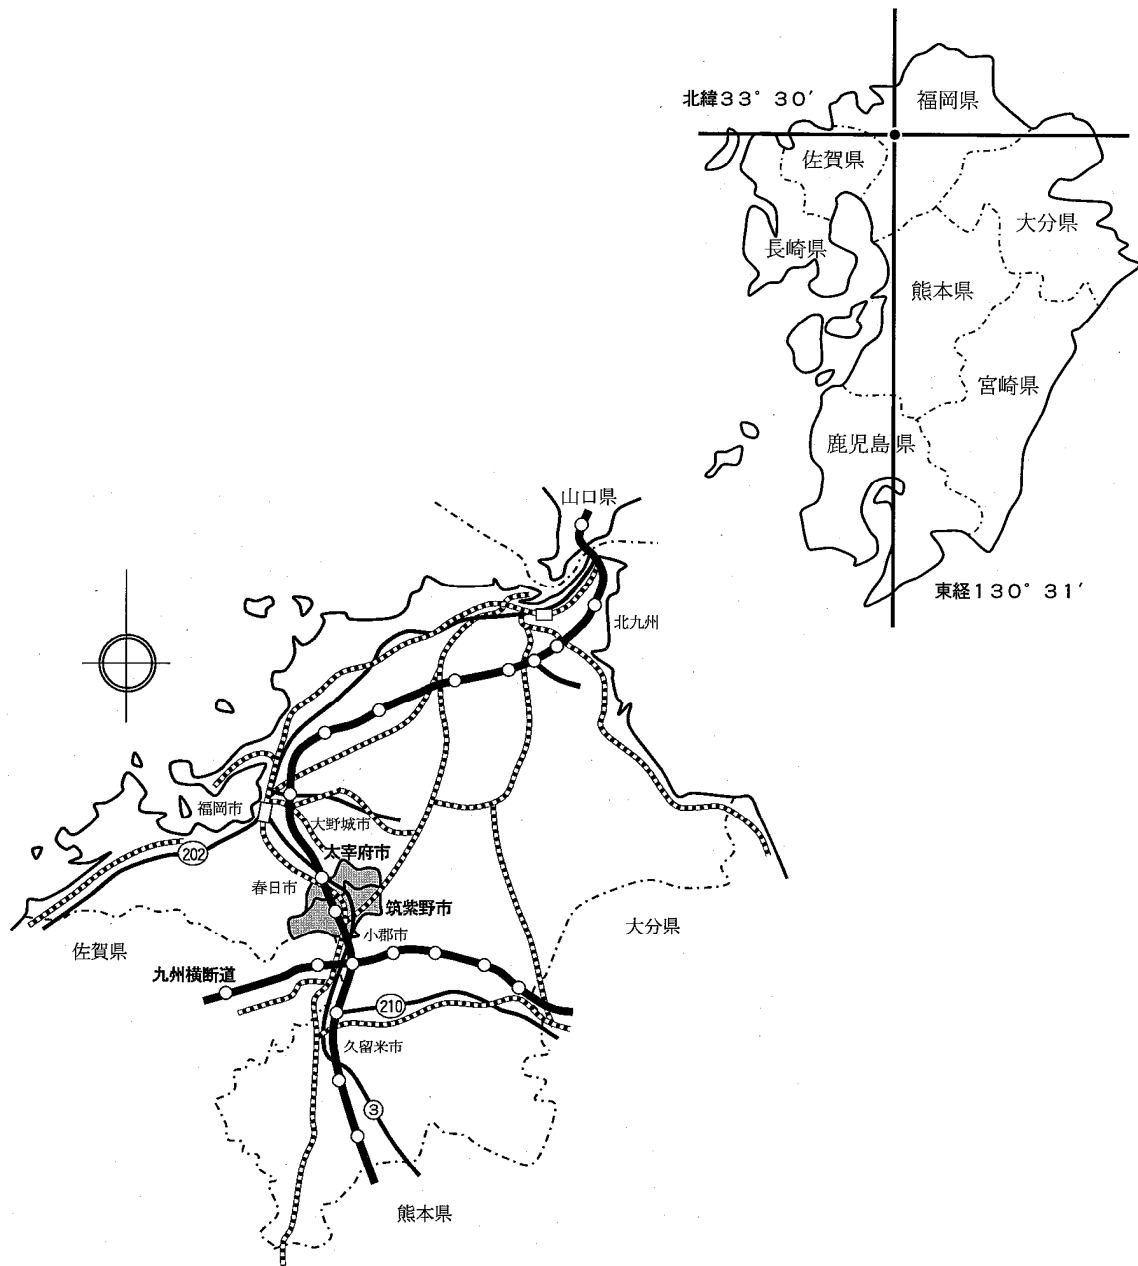 北緯33°30′
福岡県
佐賀県
大分県
長崎県
熊本県
宮崎県
鹿児島県
東経130°31′
山口県
北九州
福岡市
大野城市
202
太宰府市
春日市
筑紫野市
大分県
小郡市
佐賀県
九州横断道
210
久留米市
3
熊本県